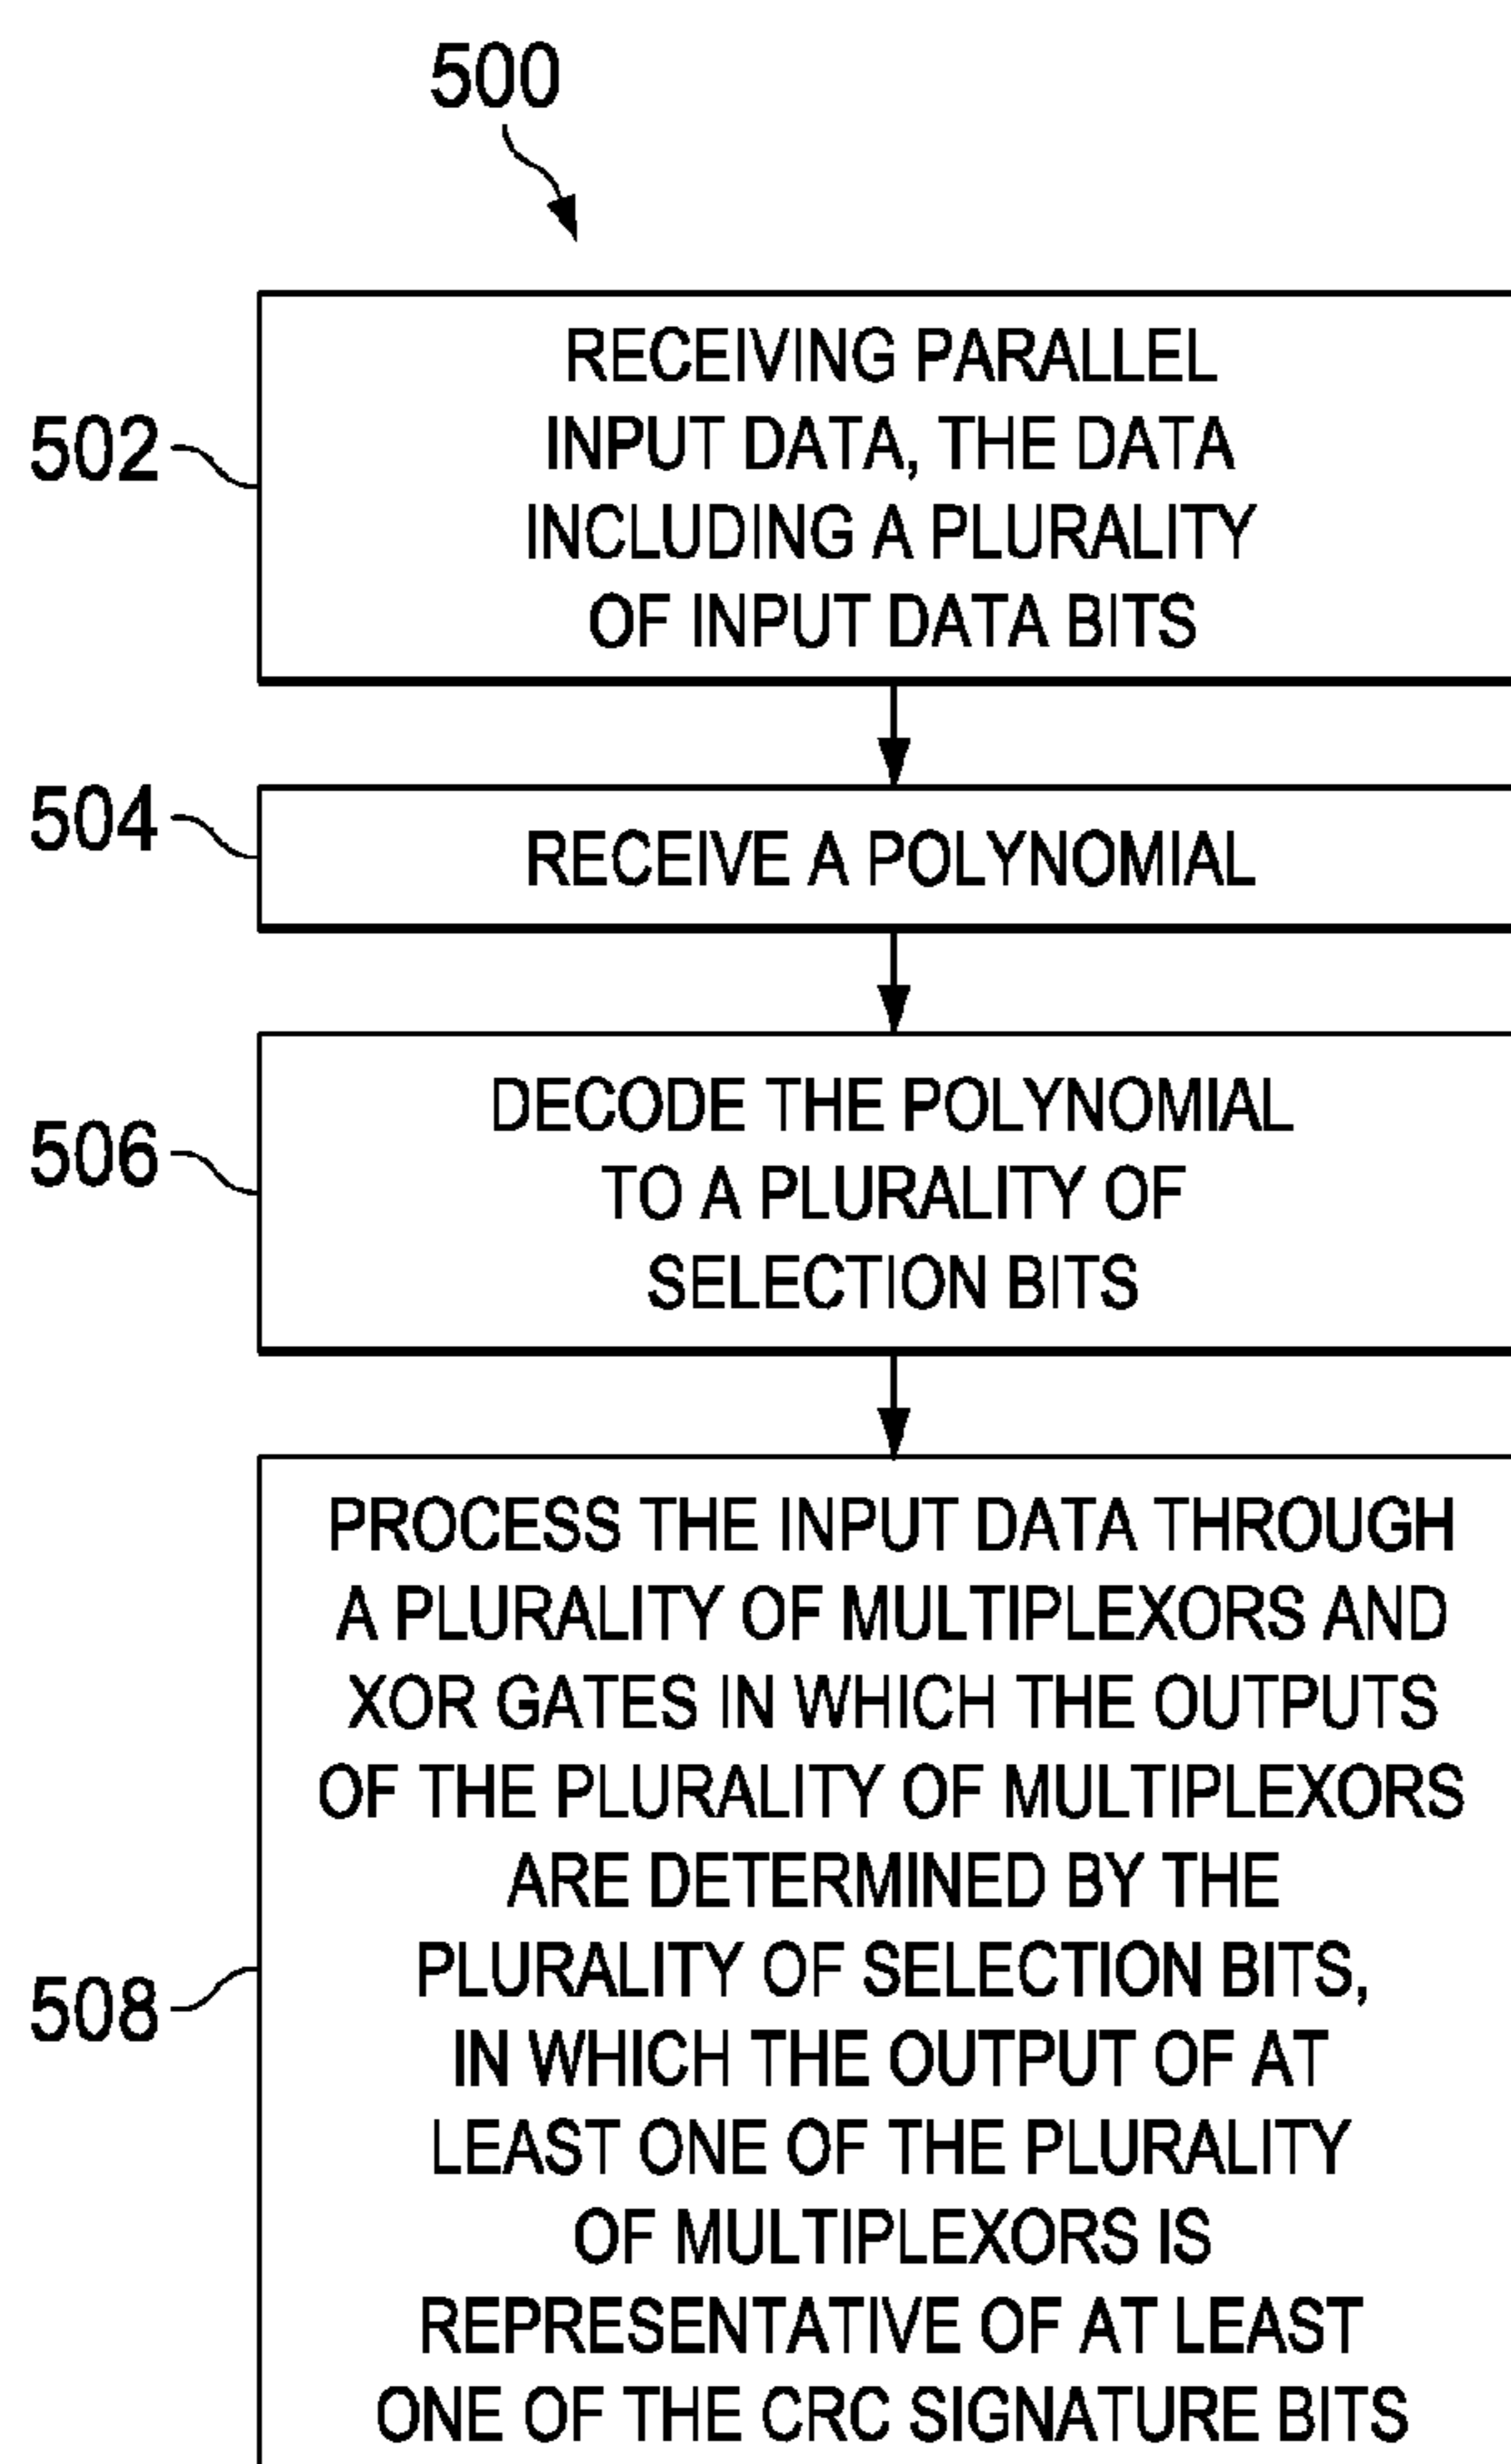 500
502
RECEIVING PARALLEL
INPUT DATA, THE DATA
INCLUDING A PLURALITY
OF INPUT DATA BITS
504
RECEIVE A POLYNOMIAL
506
DECODE THE POLYNOMIAL
TO A PLURALITY OF
SELECTION BITS
508
PROCESS THE INPUT DATA THROUGH
A PLURALITY OF MULTIPLEXORS AND
XOR GATES IN WHICH THE OUTPUTS
OF THE PLURALITY OF MULTIPLEXORS
ARE DETERMINED BY THE
PLURALITY OF SELECTION BITS,
IN WHICH THE OUTPUT OF AT
LEAST ONE OF THE PLURALITY
OF MULTIPLEXORS IS
REPRESENTATIVE OF AT LEAST
ONE OF THE CRC SIGNATURE BITS